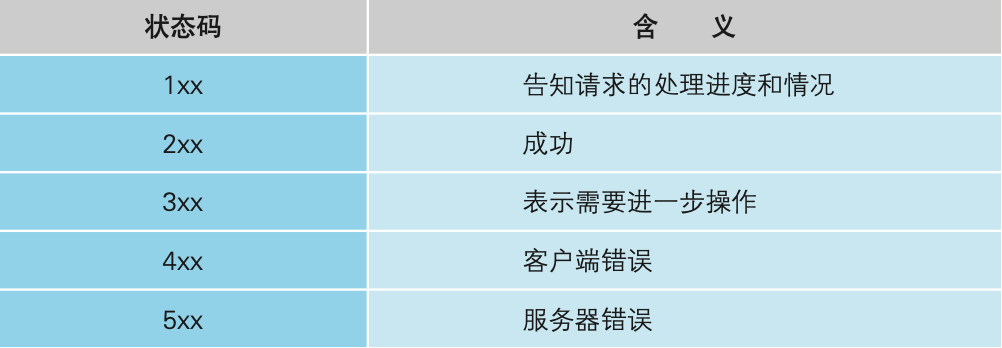 状态码 含 义
1xx 告知请求的处理进度和情况
2xx 成功
3xx 表示需要进一步操作
4xx 客户端错误
5xx 服务器错误